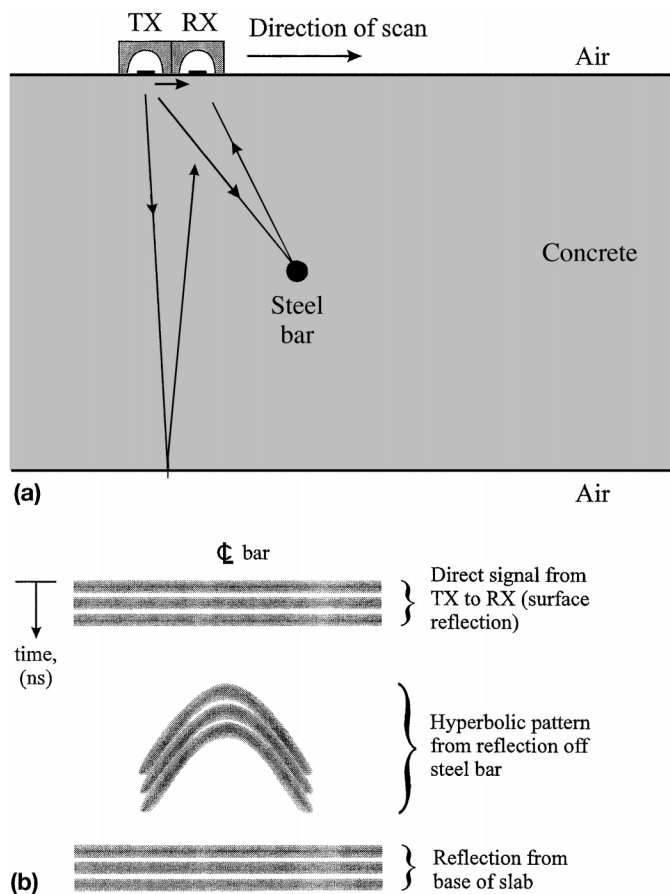 TX RX
Direction of scan
Air
Concrete
Steel
bar
(a)
Air
℄ bar
Direct signal from
TX to RX (surface
reflection)
time,
(ns)
Hyperbolic pattern
from reflection off
steel bar
(b)
Reflection from
base of slab